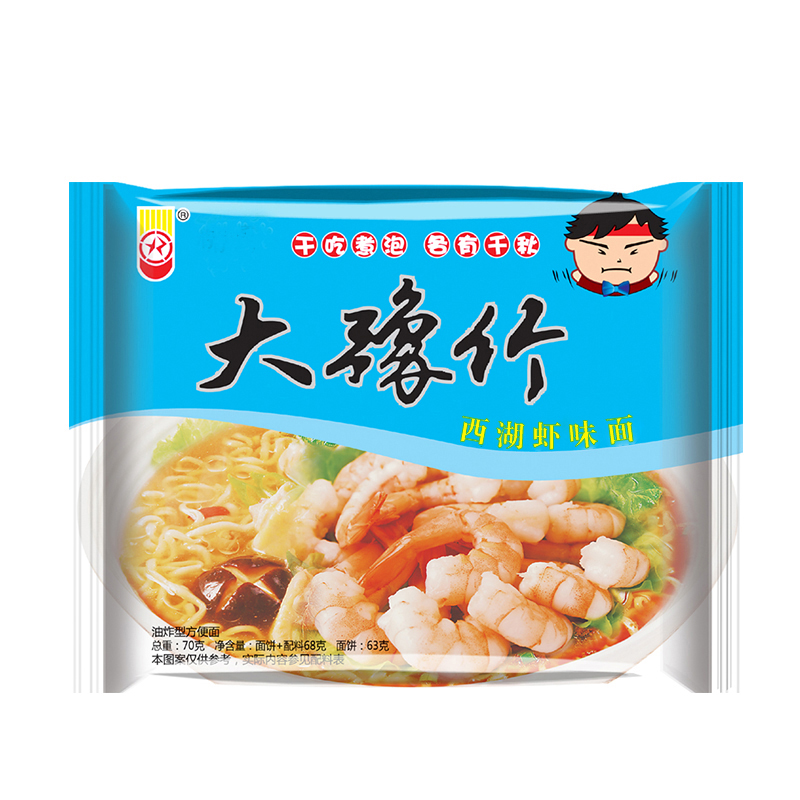 ®
干吃煮泡 各有千秋
大豫竹
西湖虾味面
油炸型方便面
总重：70克 净含量：面饼+配料68克 面饼：63克
本图案仅供参考，实际内容参见配料表